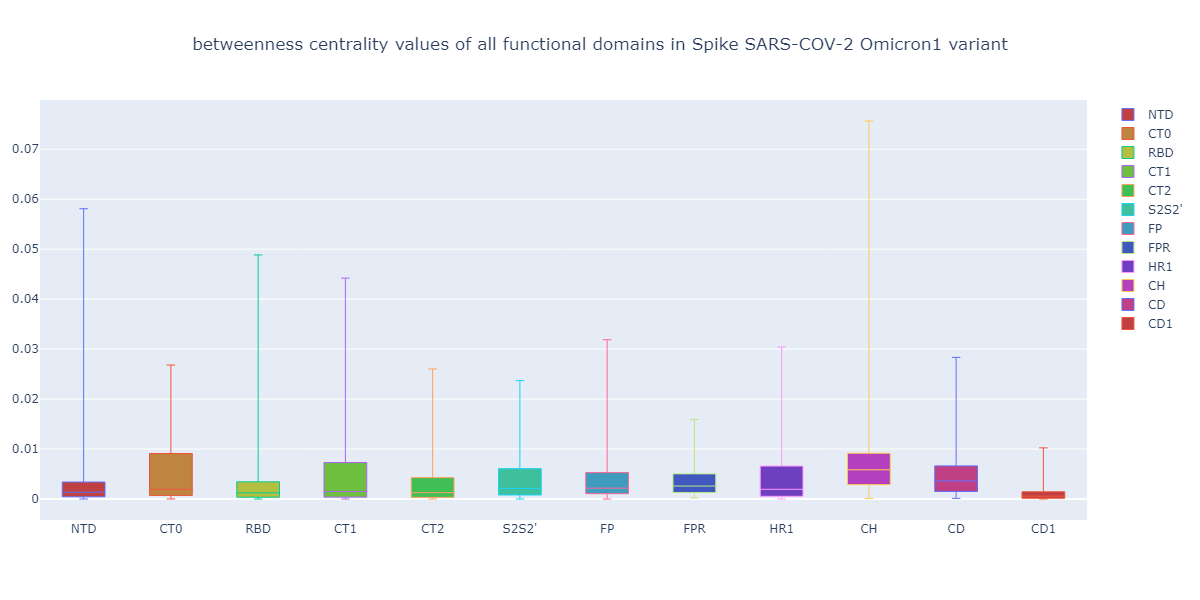 betweenness centrality values of all functional domains in Spike SARS-COV-2 Omicron1 variant
0.07
0.06
0.05
0.04
0.03
0.02
0.01
0
NTD CT0 RBD CT1 CT2 S2S2' FP FPR HR1 CH CD CD1
NTD
CT0
RBD
CT1
CT2
S2S2'
FP
FPR
HR1
CH
CD
CD1